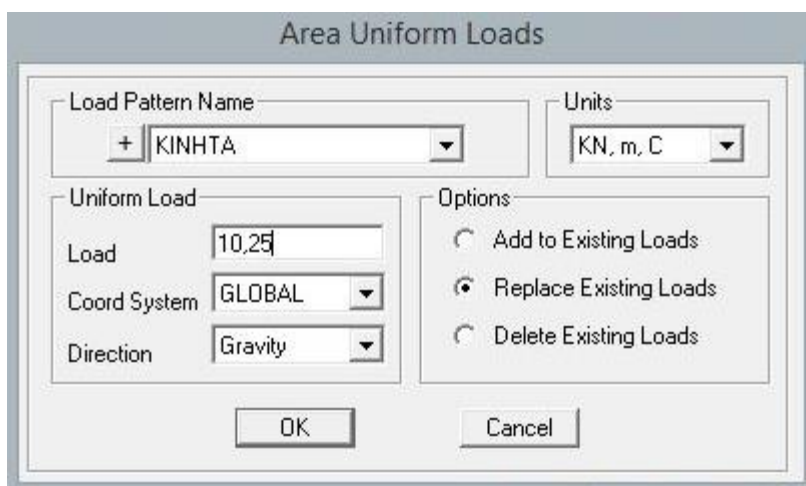 Area Uniform Loads
Load Pattern Name
Units
+ KINHTA
KN, m, C
Uniform Load
Options
Load 10,25
Add to Existing Loads
Coord System GLOBAL
Replace Existing Loads
Direction Gravity
Delete Existing Loads
OK
Cancel